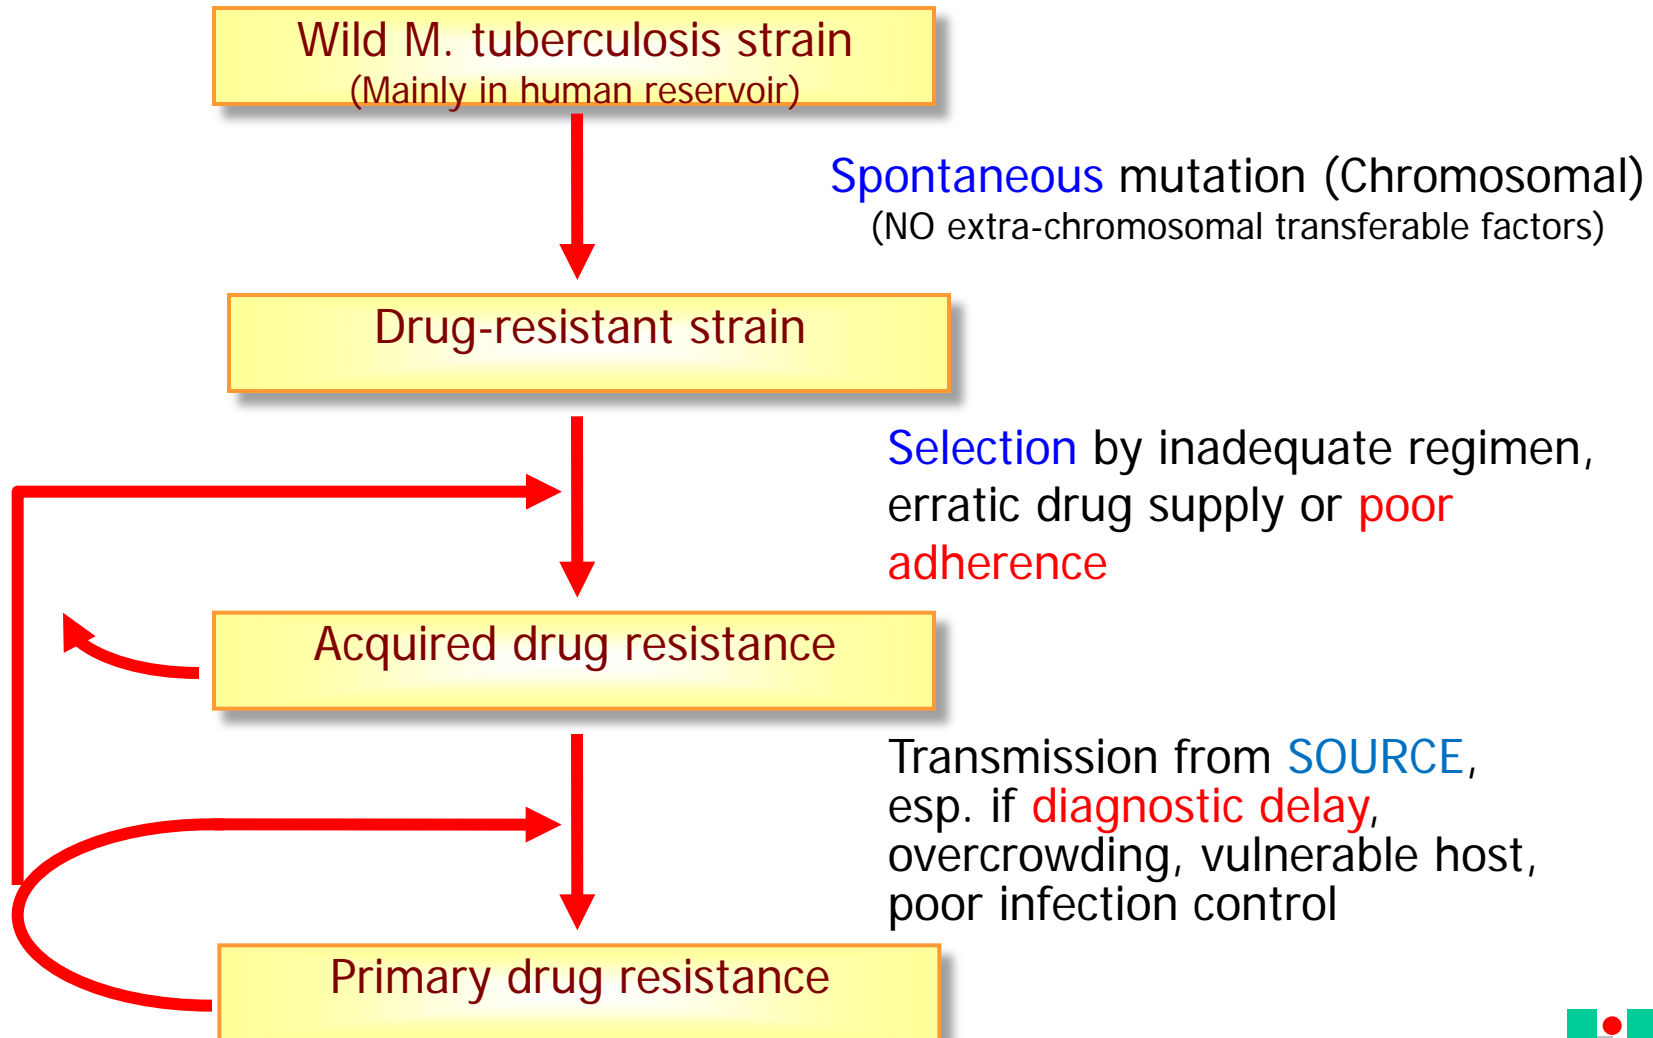 Wild M. tuberculosis strain
(Mainly in human reservoir)
Spontaneous mutation (Chromosomal)
(NO extra-chromosomal transferable factors)
Drug-resistant strain
Selection by inadequate regimen,
erratic drug supply or poor
adherence
Acquired drug resistance
Transmission from SOURCE,
esp. if diagnostic delay,
overcrowding, vulnerable host,
poor infection control
Primary drug resistance